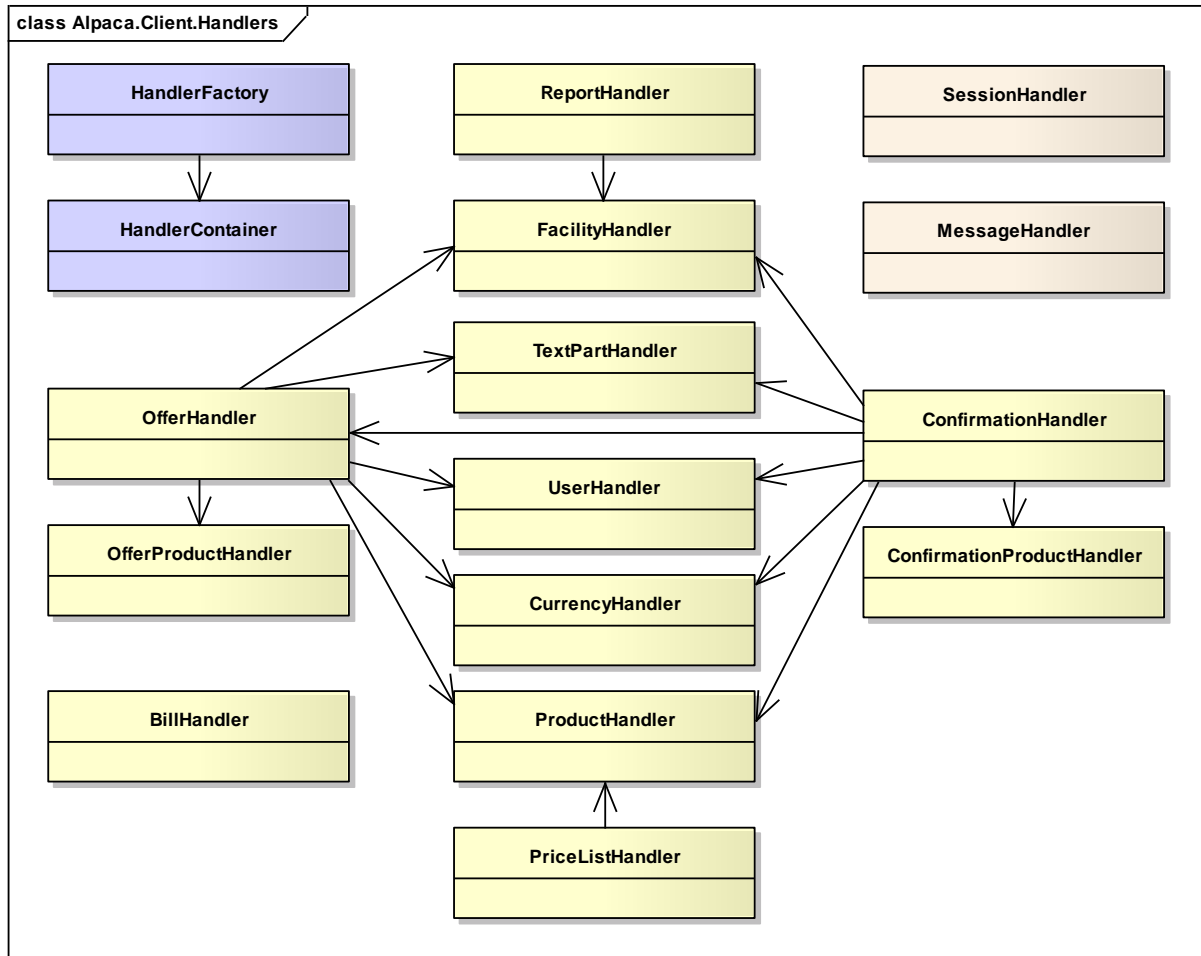 class Alpaca.Client.Handlers
HandlerFactory
ReportHandler
SessionHandler
HandlerContainer
FacilityHandler
MessageHandler
TextPartHandler
OfferHandler
ConfirmationHandler
UserHandler
OfferProductHandler
ConfirmationProductHandler
CurrencyHandler
BillHandler
ProductHandler
PriceListHandler